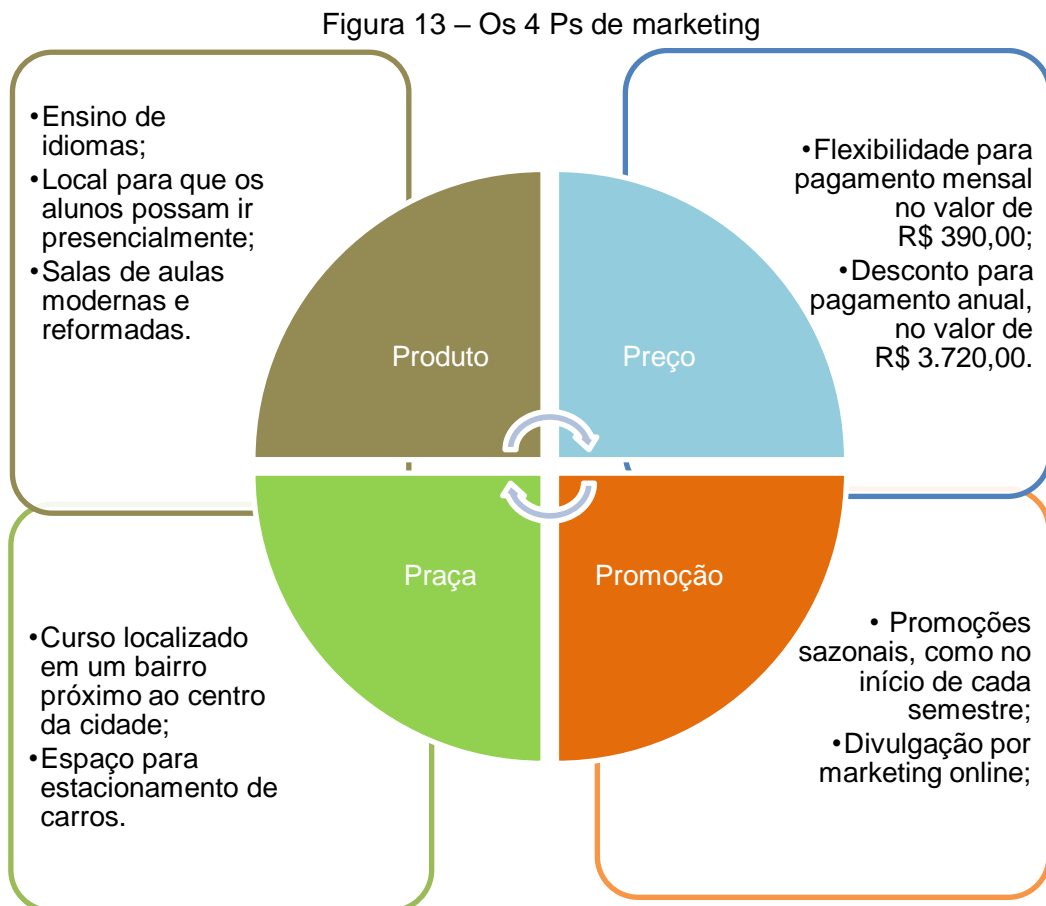 Figura 13 – Os 4 Ps de marketing
•Ensino de
idiomas;
•Local para que os
alunos possam ir
presencialmente;
•Salas de aulas
modernas e
reformadas.
•Flexibilidade para
pagamento mensal
no valor de
R$ 390,00;
•Desconto para
pagamento anual,
no valor de
R$ 3.720,00.
Produto
Preço
Praça
Promoção
•Curso localizado
em um bairro
próximo ao centro
da cidade;
•Espaço para
estacionamento de
carros.
• Promoções
sazonais, como no
início de cada
semestre;
•Divulgação por
marketing online;